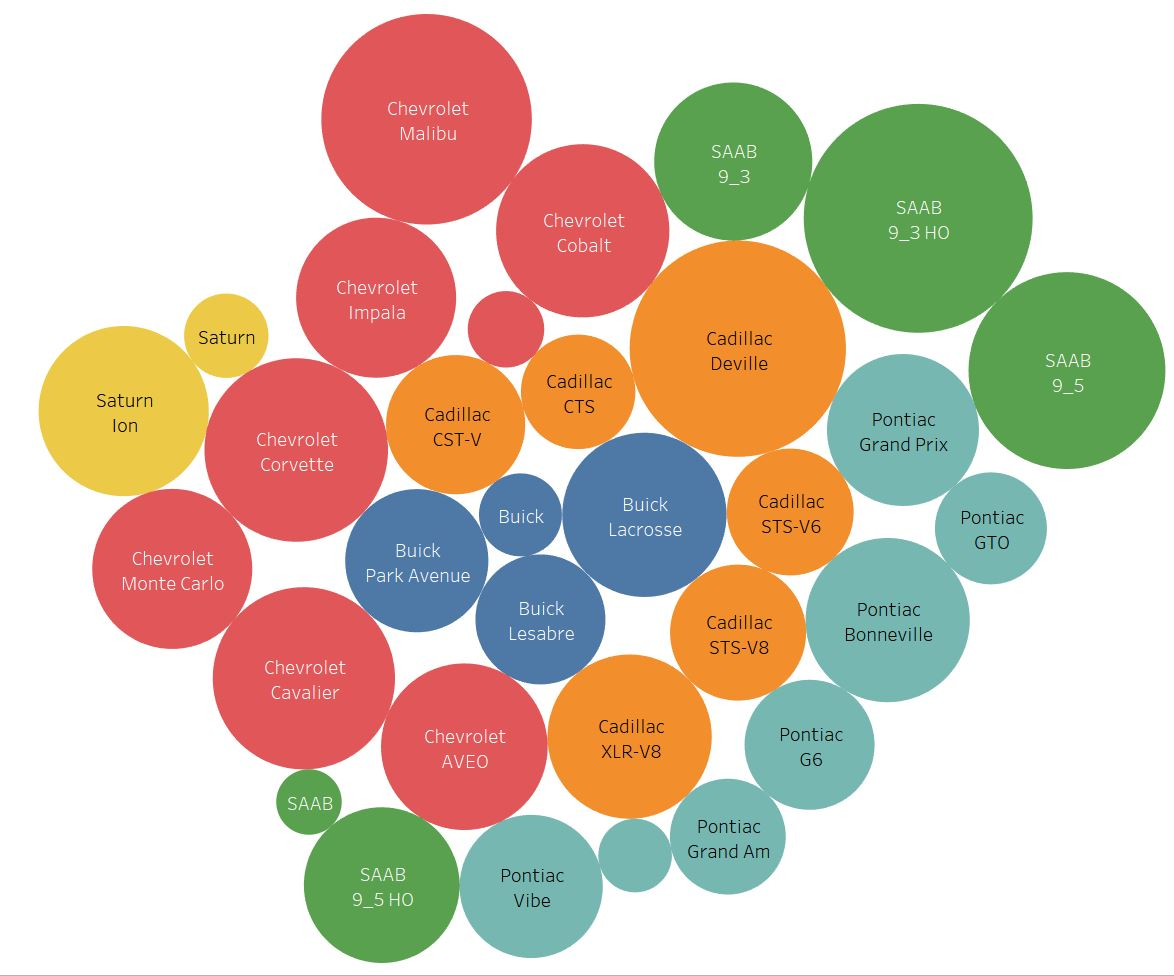 Chevrolet
Malibu
SAAB
9_3
SAAB
9_3 HO
Chevrolet
Cobalt
Chevrolet
Impala
Saturn
Cadillac
Deville
SAAB
9_5
Cadillac
CTS
Saturn
Ion
Cadillac
CST-V
Pontiac
Grand Prix
Chevrolet
Corvette
Buick
Buick
Lacrosse
Cadillac
STS-V6
Pontiac
GTO
Chevrolet
Monte Carlo
Buick
Park Avenue
Buick
Lesabre
Cadillac
STS-V8
Pontiac
Bonneville
Chevrolet
Cavalier
Chevrolet
AVEO
Cadillac
XLR-V8
Pontiac
G6
SAAB
Pontiac
Grand Am
SAAB
9_5 HO
Pontiac
Vibe